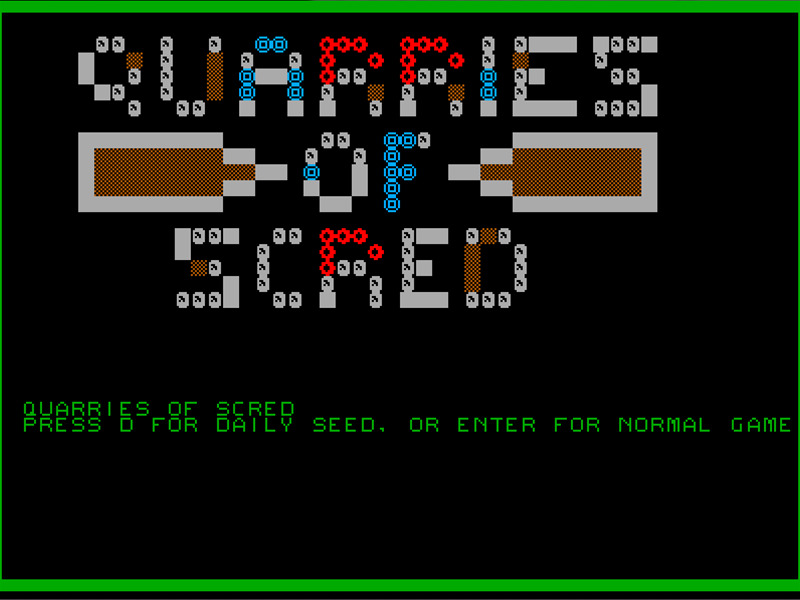 QUARRIES
OF
SCRED
QUARRIES OF SCRED
PRESS D FOR DAILY SEED, OR ENTER FOR NORMAL GAME